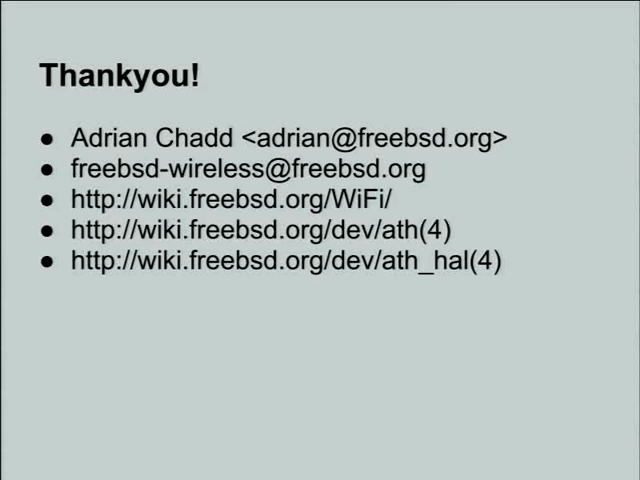 Thankyou!
● Adrian Chadd <adrian@freebsd.org>
● freebsd-wireless@freebsd.org
● http://wiki.freebsd.org/WiFi/
● http://wiki.freebsd.org/dev/ath(4)
● http://wiki.freebsd.org/dev/ath_hal(4)